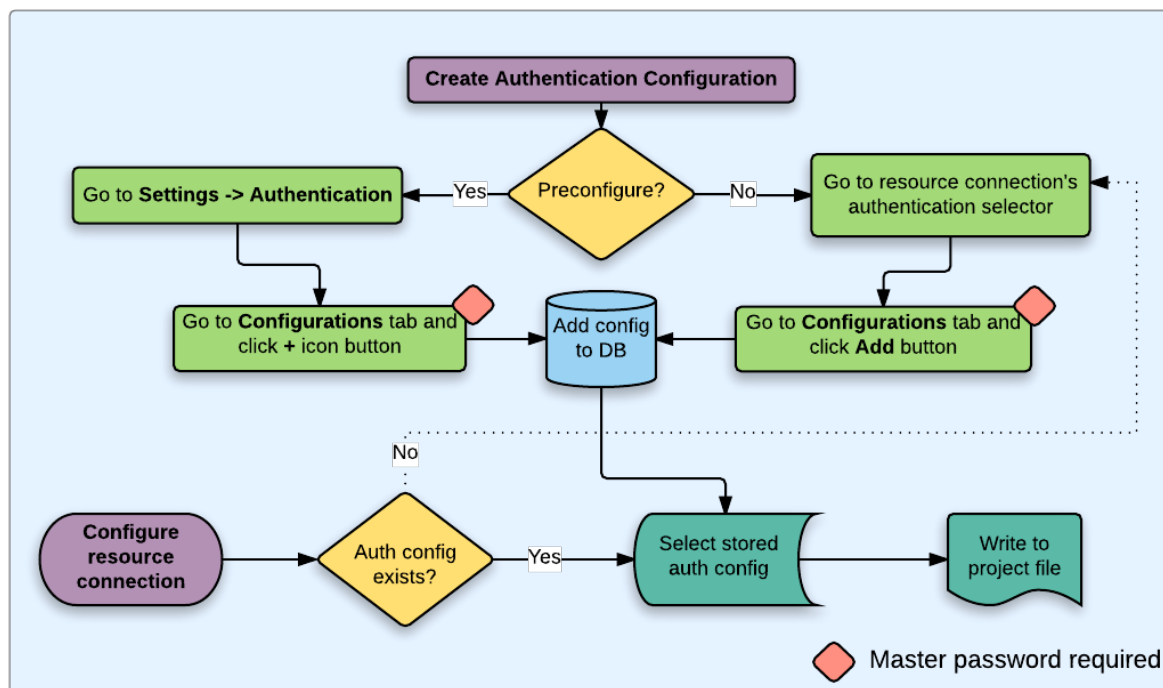 Create Authentication Configuration
Preconfigure?
Yes
No
Go to Settings -> Authentication
Go to resource connection's
authentication selector
Go to Configurations tab and
click + icon button
Add config
to DB
Go to Configurations tab and
click Add button
No
Configure
resource
connection
Auth config
exists?
Yes
Select stored
auth config
Write to
project file
Master password required